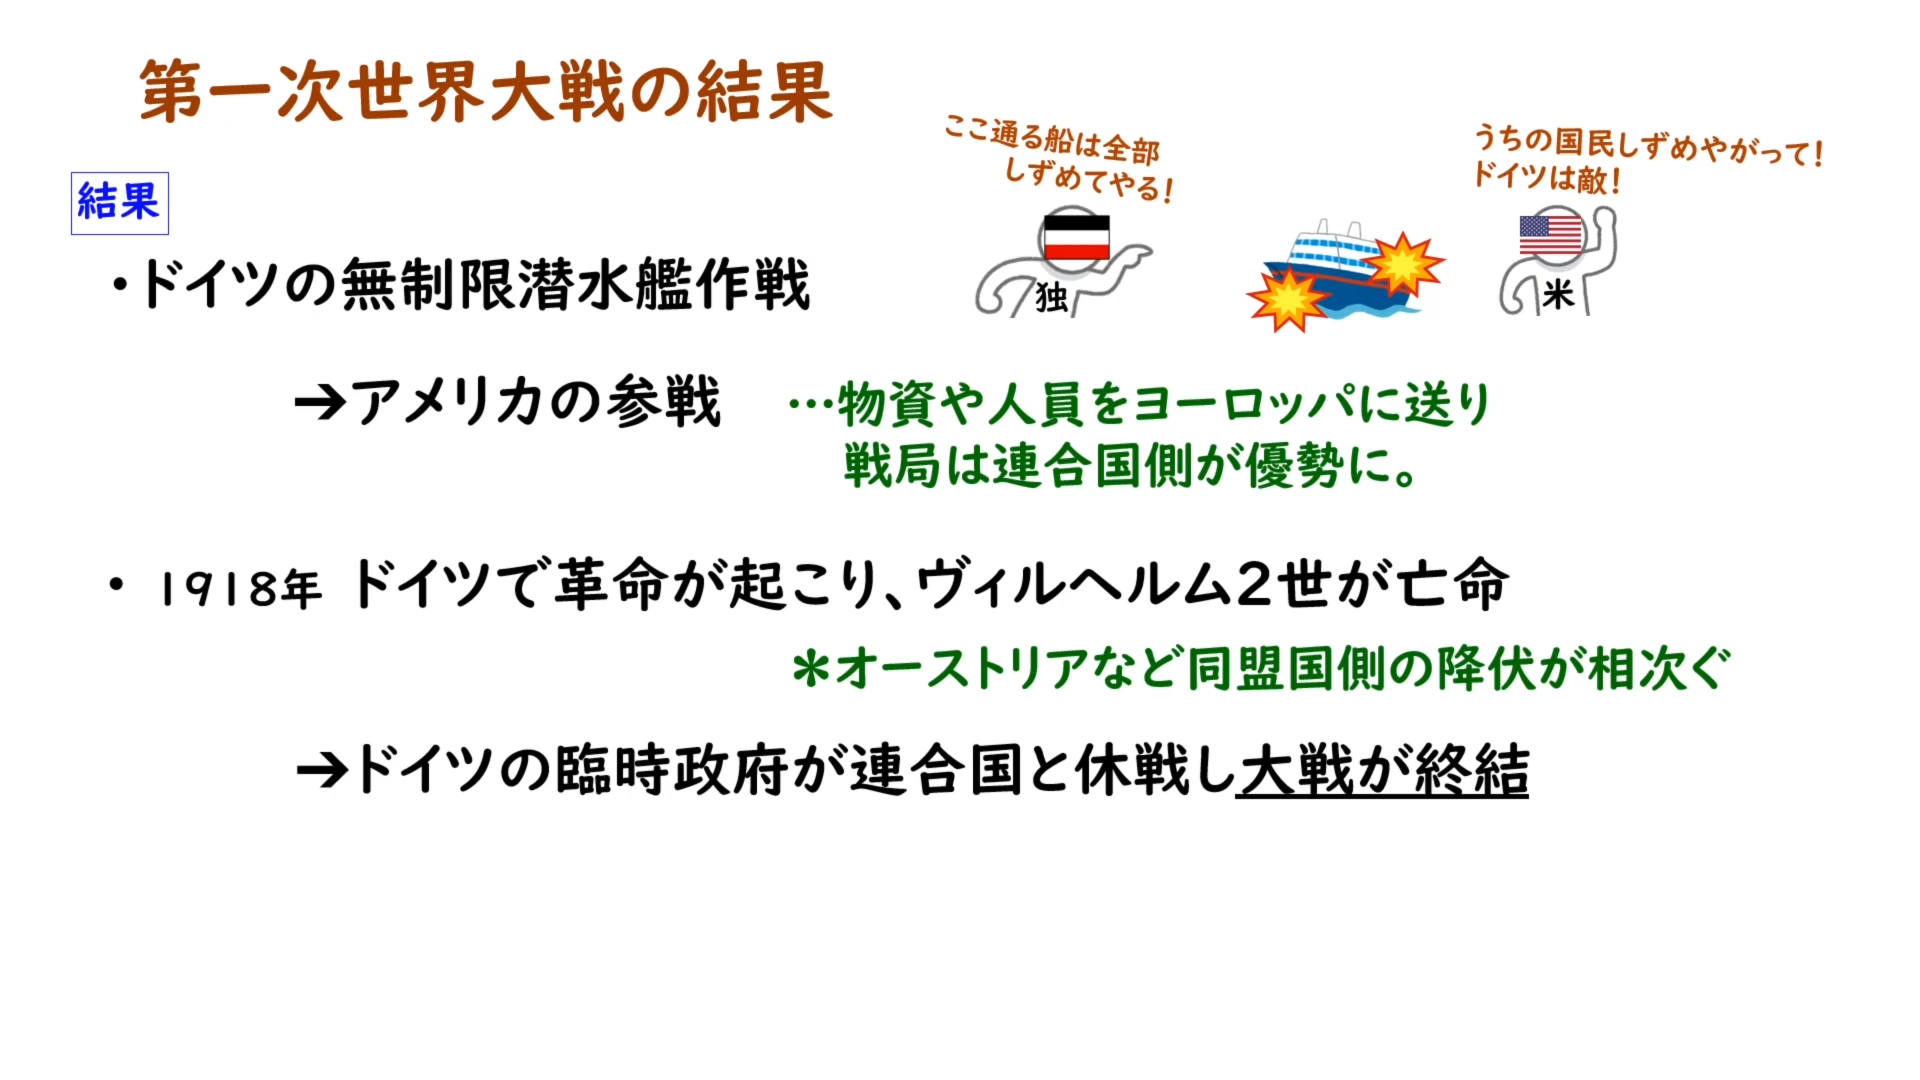 第一次世界大戦の結果
ここ通る船は全部
しずめてやる!
うちの国民しずめやがって!
ドイツは敵!
結果
・ドイツの無制限潜水艦作戦
独
米
➔アメリカの参戦 …物資や人員をヨーロッパに送り
戦局は連合国側が優勢に。
・1918年 ドイツで革命が起こり、ヴィルヘルム2世が亡命
＊オーストリアなど同盟国側の降伏が相次ぐ
➔ドイツの臨時政府が連合国と休戦し大戦が終結